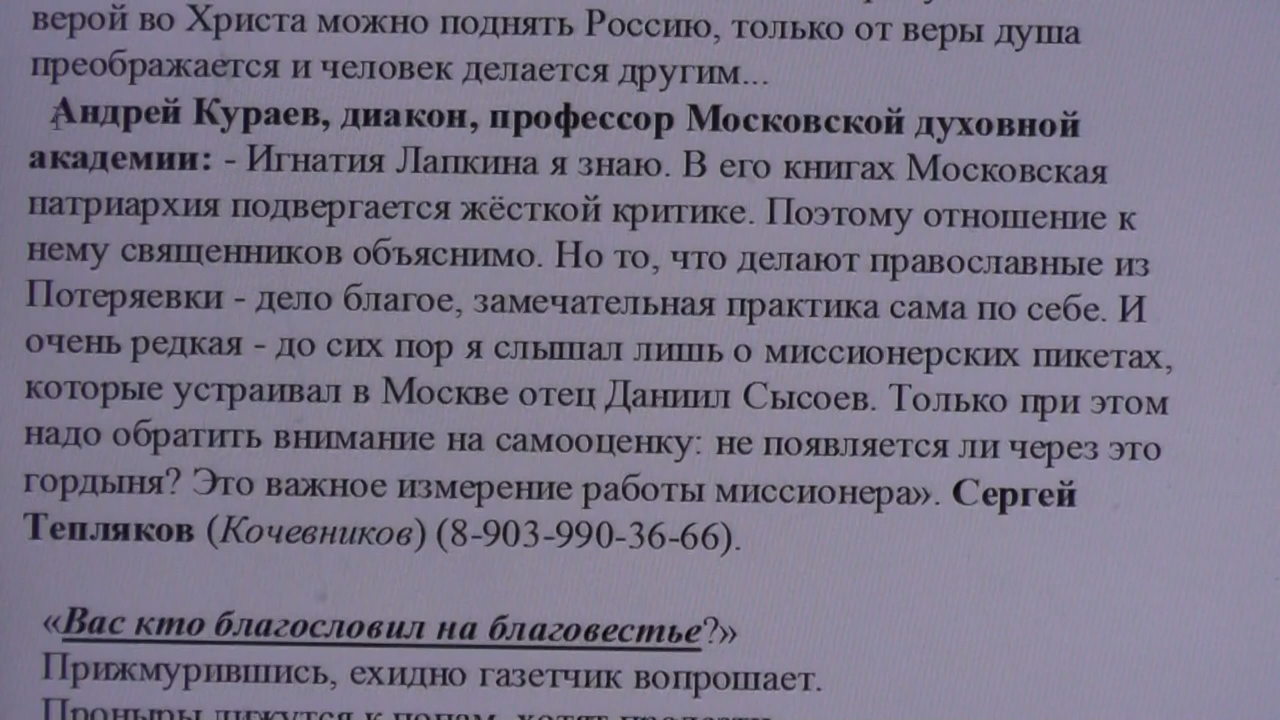 верой во Христа можно поднять Россию, только от веры душа
преображается и человек делается другим...
Андрей Кураев, диакон, профессор Московской духовной
академии: - Игнатия Лапкина я знаю. В его книгах Московская
патриархия подвергается жёсткой критике. Поэтому отношение к
нему священников объяснимо. Но то, что делают православные из
Потеряевки - дело благое, замечательная практика сама по себе. И
очень редкая - до сих пор я слышал лишь о миссионерских пикетах,
которые устраивал в Москве отец Даниил Сысоев. Только при этом
надо обратить внимание на самооценку: не появляется ли через это
гордыня? Это важное измерение работы миссионера». Сергей
Тепляков (Кочевников) (8-903-990-36-66).
«Вас кто благословил на благовестье?»
Прижмурившись, ехидно газетчик вопрошает.
Проныры лижутся к попам, хотят